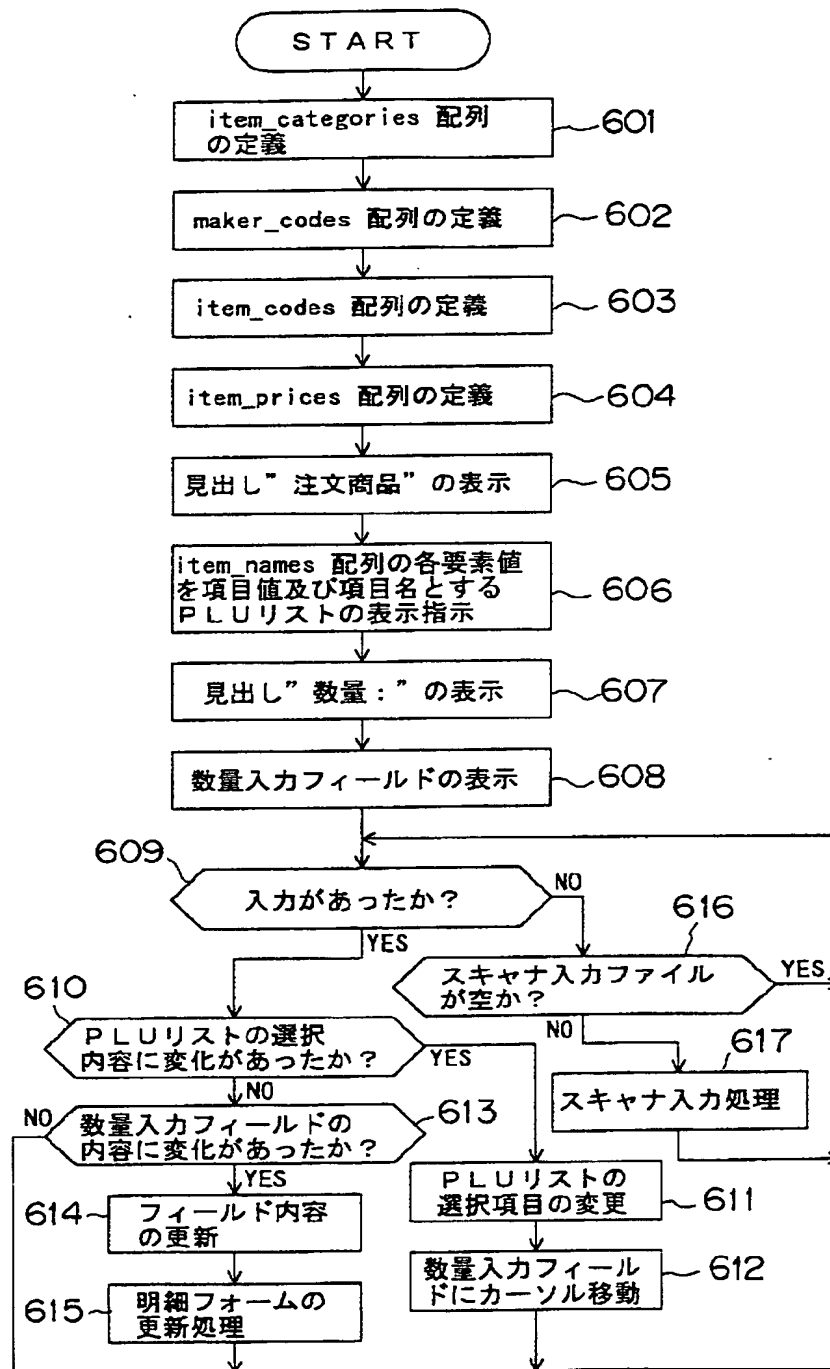 START
item_categories 配列
の定義
601
maker_codes 配列の定義
602
item_codes 配列の定義
603
item_prices 配列の定義
604
見出し”注文商品”の表示
605
item_names 配列の各要素値
を項目値及び項目名とする
PLUリストの表示指示
606
見出し”数量：”の表示
607
数量入力フィールドの表示
608
609
入力があったか？
NO
YES
616
スキャナ入力ファイル
が空か？
YES
NO
610
PLUリストの選択
内容に変化があったか？
YES
NO
617
スキャナ入力処理
NO
数量入力フィールドの
内容に変化があったか？
613
YES
614
フィールド内容
の更新
PLUリストの
選択項目の変更
611
615
明細フォームの
更新処理
数量入力フィール
ドにカーソル移動
612